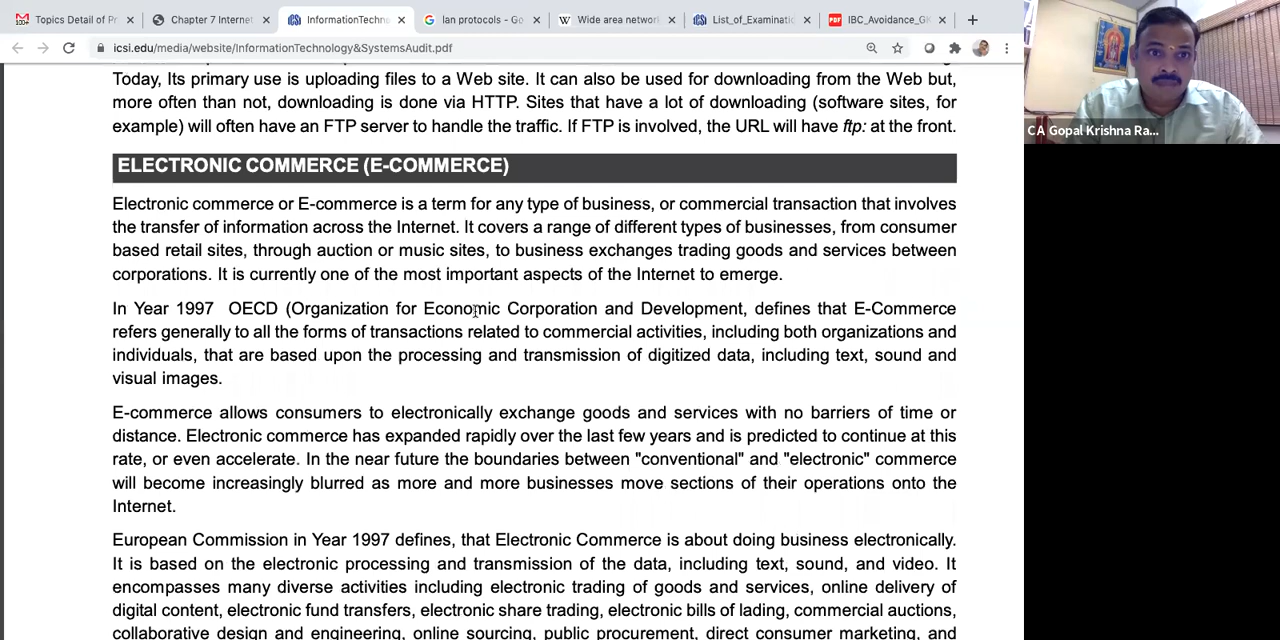 Topics Detail of Pr
Chapter 7 Internet
InformationTechnu
lan protocols - Go
Wide area networ
List_of_Examinatio
IBC_Avoidance_GK
icsi.edu/media/website/InformationTechnology&SystemsAudit.pdf
Today, Its primary use is uploading files to a Web site. It can also be used for downloading from the Web but,
more often than not, downloading is done via HTTP. Sites that have a lot of downloading (software sites, for
example) will often have an FTP server to handle the traffic. If FTP is involved, the URL will have ftp: at the front.
ELECTRONIC COMMERCE (E-COMMERCE)
Electronic commerce or E-commerce is a term for any type of business, or commercial transaction that involves
the transfer of information across the Internet. It covers a range of different types of businesses, from consumer
based retail sites, through auction or music sites, to business exchanges trading goods and services between
corporations. It is currently one of the most important aspects of the Internet to emerge.
In Year 1997 OECD (Organization for Economic Corporation and Development, defines that E-Commerce
refers generally to all the forms of transactions related to commercial activities, including both organizations and
individuals, that are based upon the processing and transmission of digitized data, including text, sound and
visual images.
E-commerce allows consumers to electronically exchange goods and services with no barriers of time or
distance. Electronic commerce has expanded rapidly over the last few years and is predicted to continue at this
rate, or even accelerate. In the near future the boundaries between "conventional" and "electronic" commerce
will become increasingly blurred as more and more businesses move sections of their operations onto the
Internet.
European Commission in Year 1997 defines, that Electronic Commerce is about doing business electronically.
It is based on the electronic processing and transmission of the data, including text, sound, and video. It
encompasses many diverse activities including electronic trading of goods and services, online delivery of
digital content, electronic fund transfers, electronic share trading, electronic bills of lading, commercial auctions,
collaborative design and engineering, online sourcing, public procurement, direct consumer marketing, and
CA Gopal Krishna Ra...